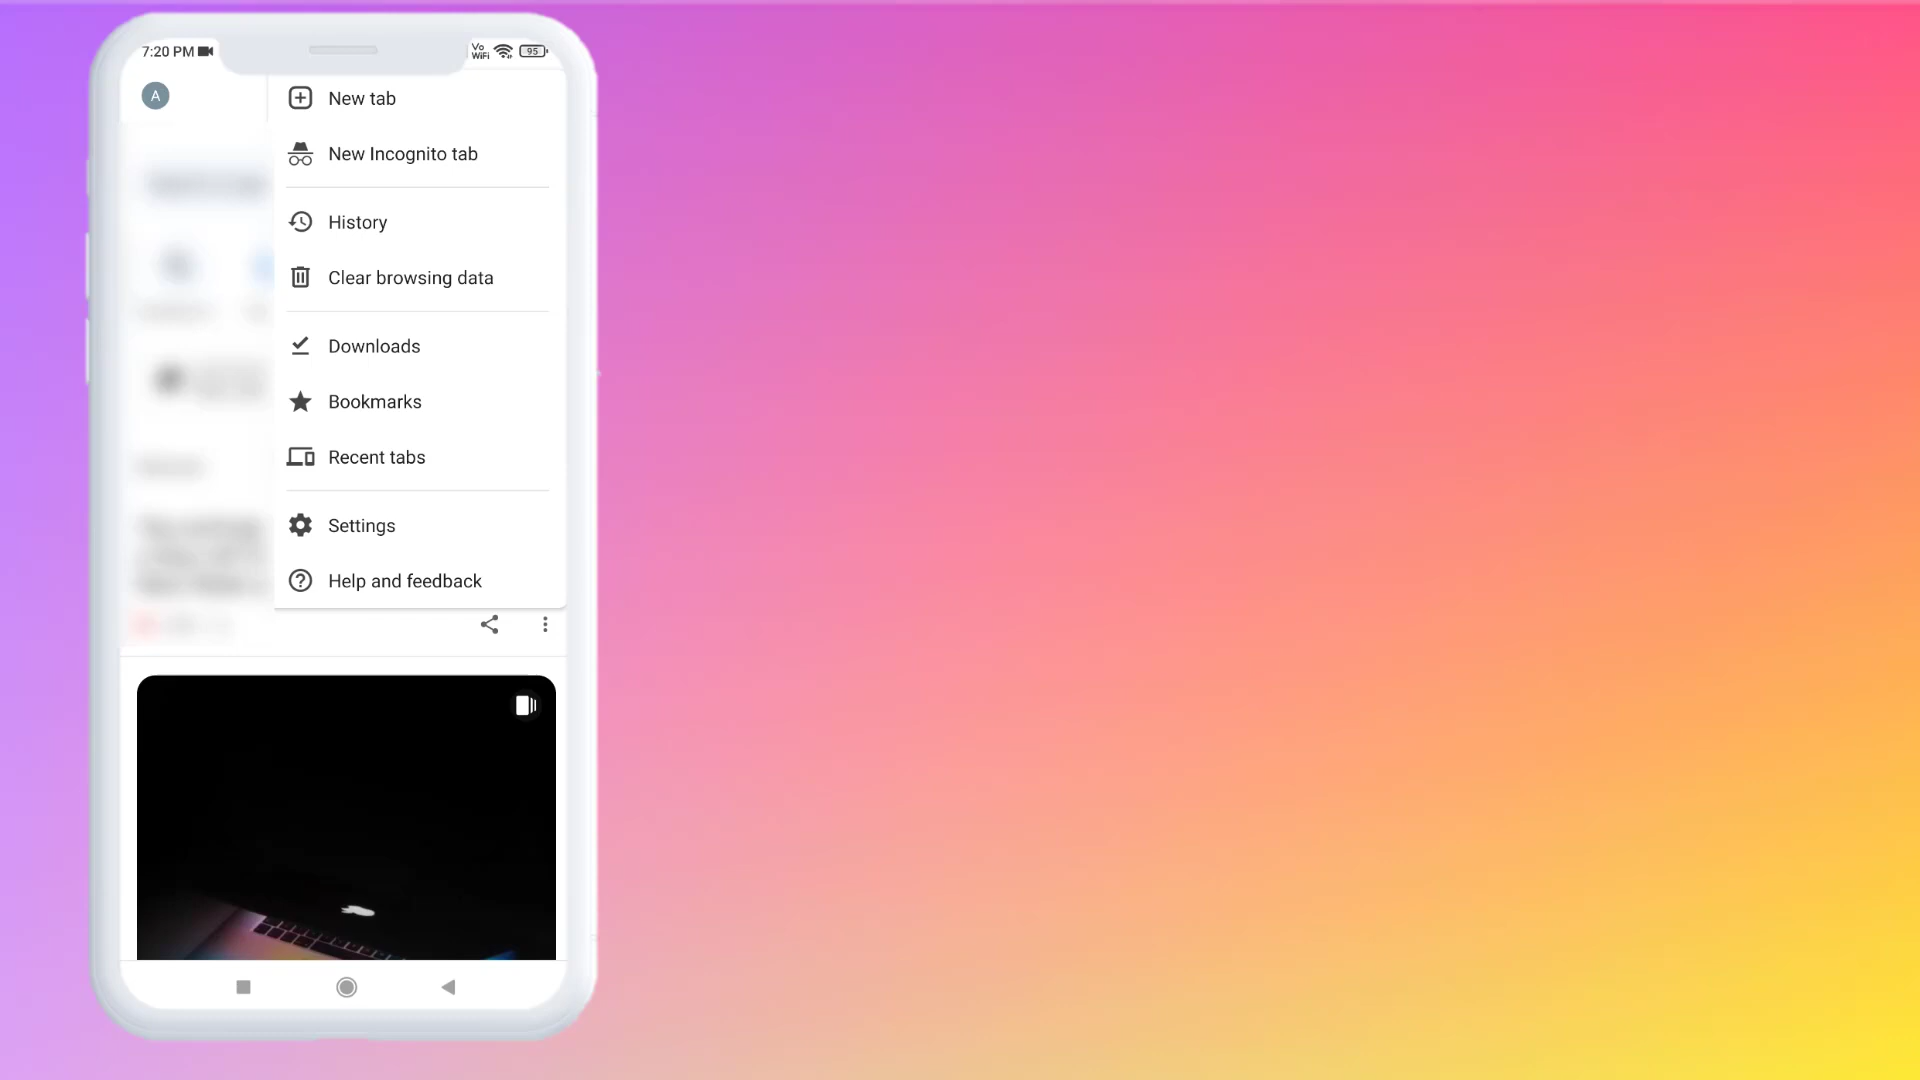 7:20 PM
Vo
WiFi
95
A
New tab
New Incognito tab
History
Clear browsing data
Downloads
Bookmarks
Recent tabs
Settings
Help and feedback